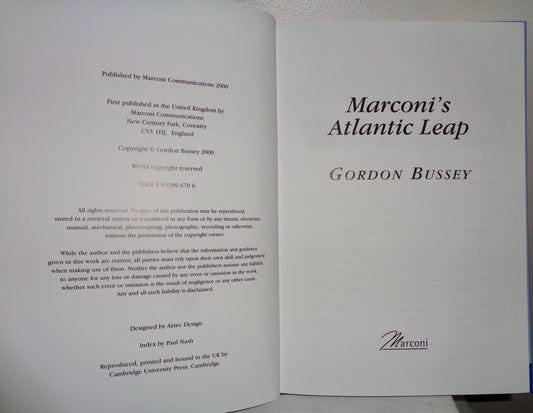 Published by Marconi Communications 2000
First published in the United Kingdom by
Marconi Communications
New Century Park, Coventry
CV3 1HJ, England
Copyright © Gordon Bussey 2000
World copyright reserved
ISBN 0 95389 670 6
All rights reserved. No part of this publication may be reproduced,
stored in a retrieval system or transmitted in any form or by any means, electronic,
manual, mechanical, photocopying, photographic, recording or otherwise,
without the permission of the copyright owner.
While the author and the publishers believe that the information and guidance
given in this work are correct, all parties must rely upon their own skill and judgement
when making use of them. Neither the author nor the publishers assume any liability
to anyone for any loss or damage caused by any error or omission in the work,
whether such error or omission is the result of negligence or any other cause.
Any and all such liability is disclaimed.
Designed by Aztec Design
Index by Paul Nash
Reproduced, printed and bound in the UK by
Cambridge University Press, Cambridge
Marconi's
Atlantic Leap
GORDON BUSSEY
Marconi